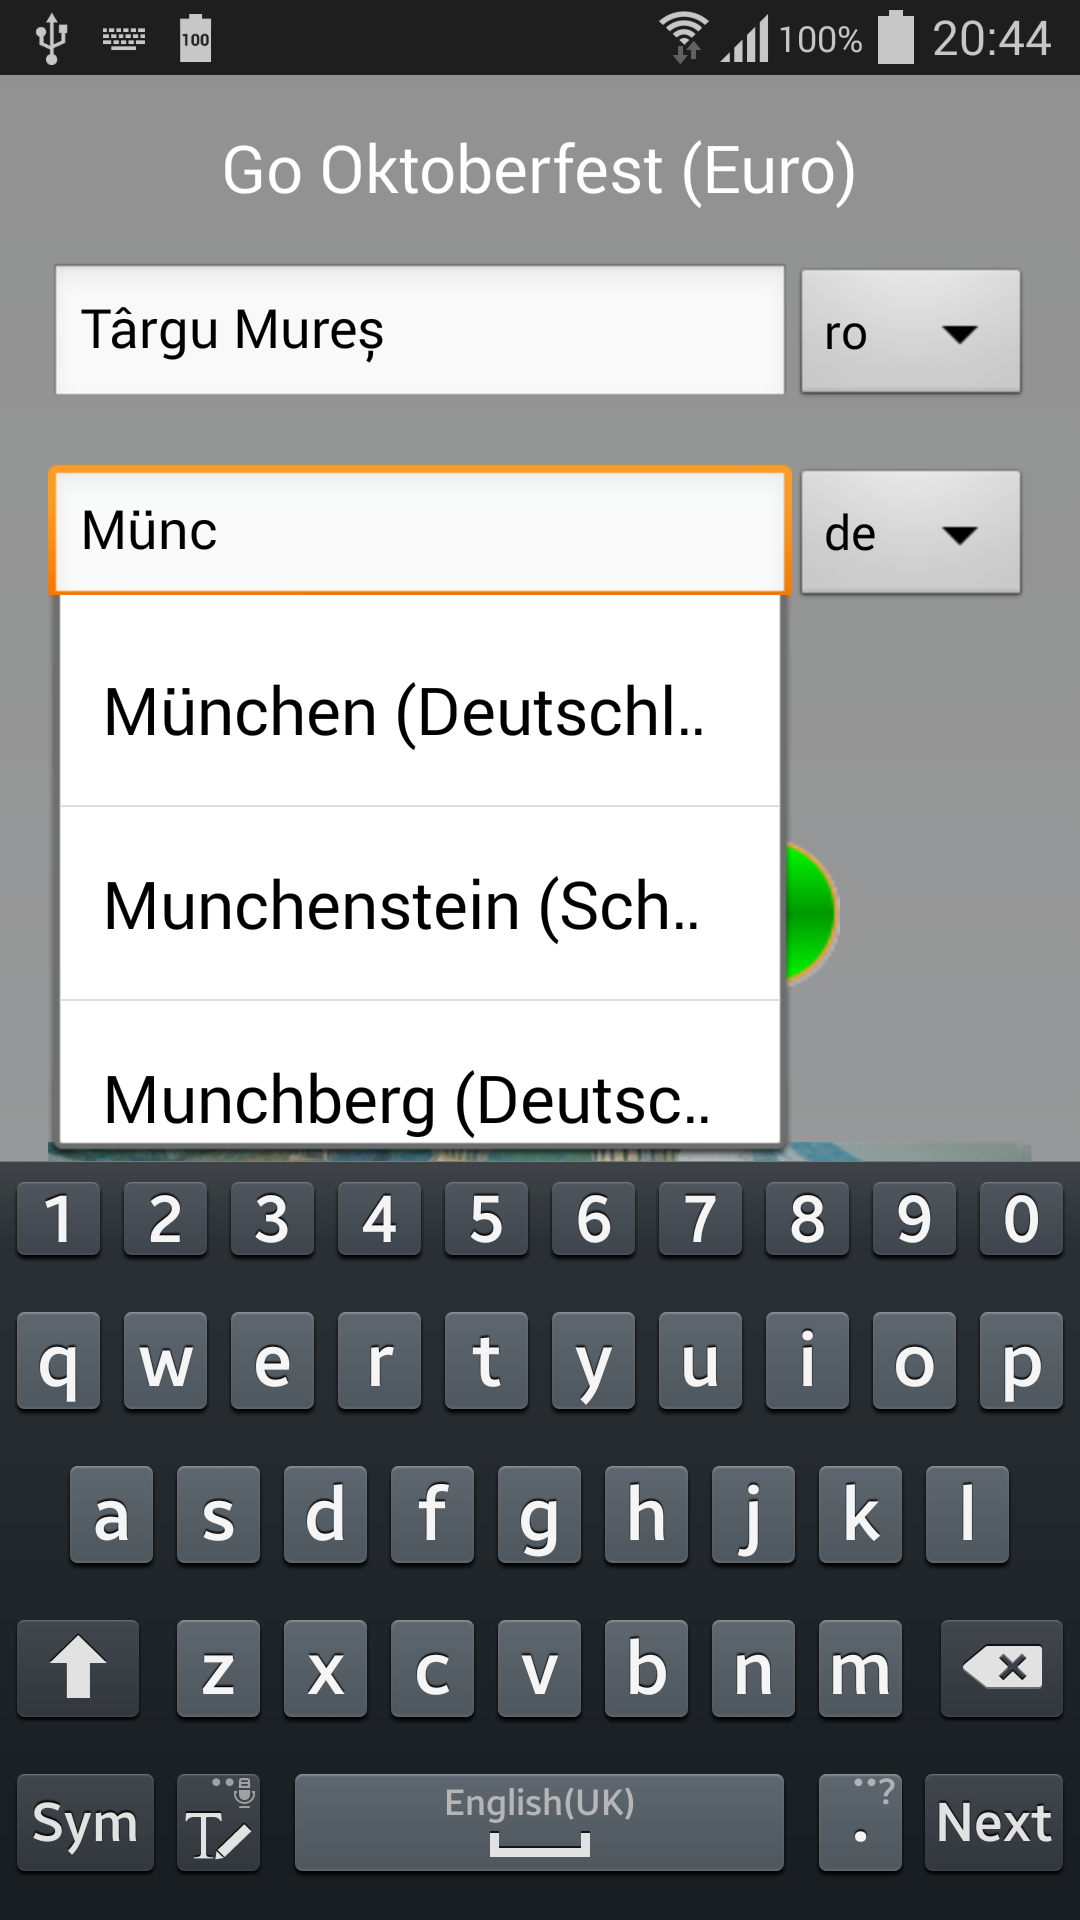 100 100% 20:44
Go Oktoberfest (Euro)
Târgu Mureș ro
Münc de
München (Deutschl..
Munchenstein (Sch..
Munchberg (Deutsc..
1 2 3 4 5 6 7 8 9 0
q w e r t y u i o p
a s d f g h j k l
z x c v b n m
Sym T English(UK) . ? Next